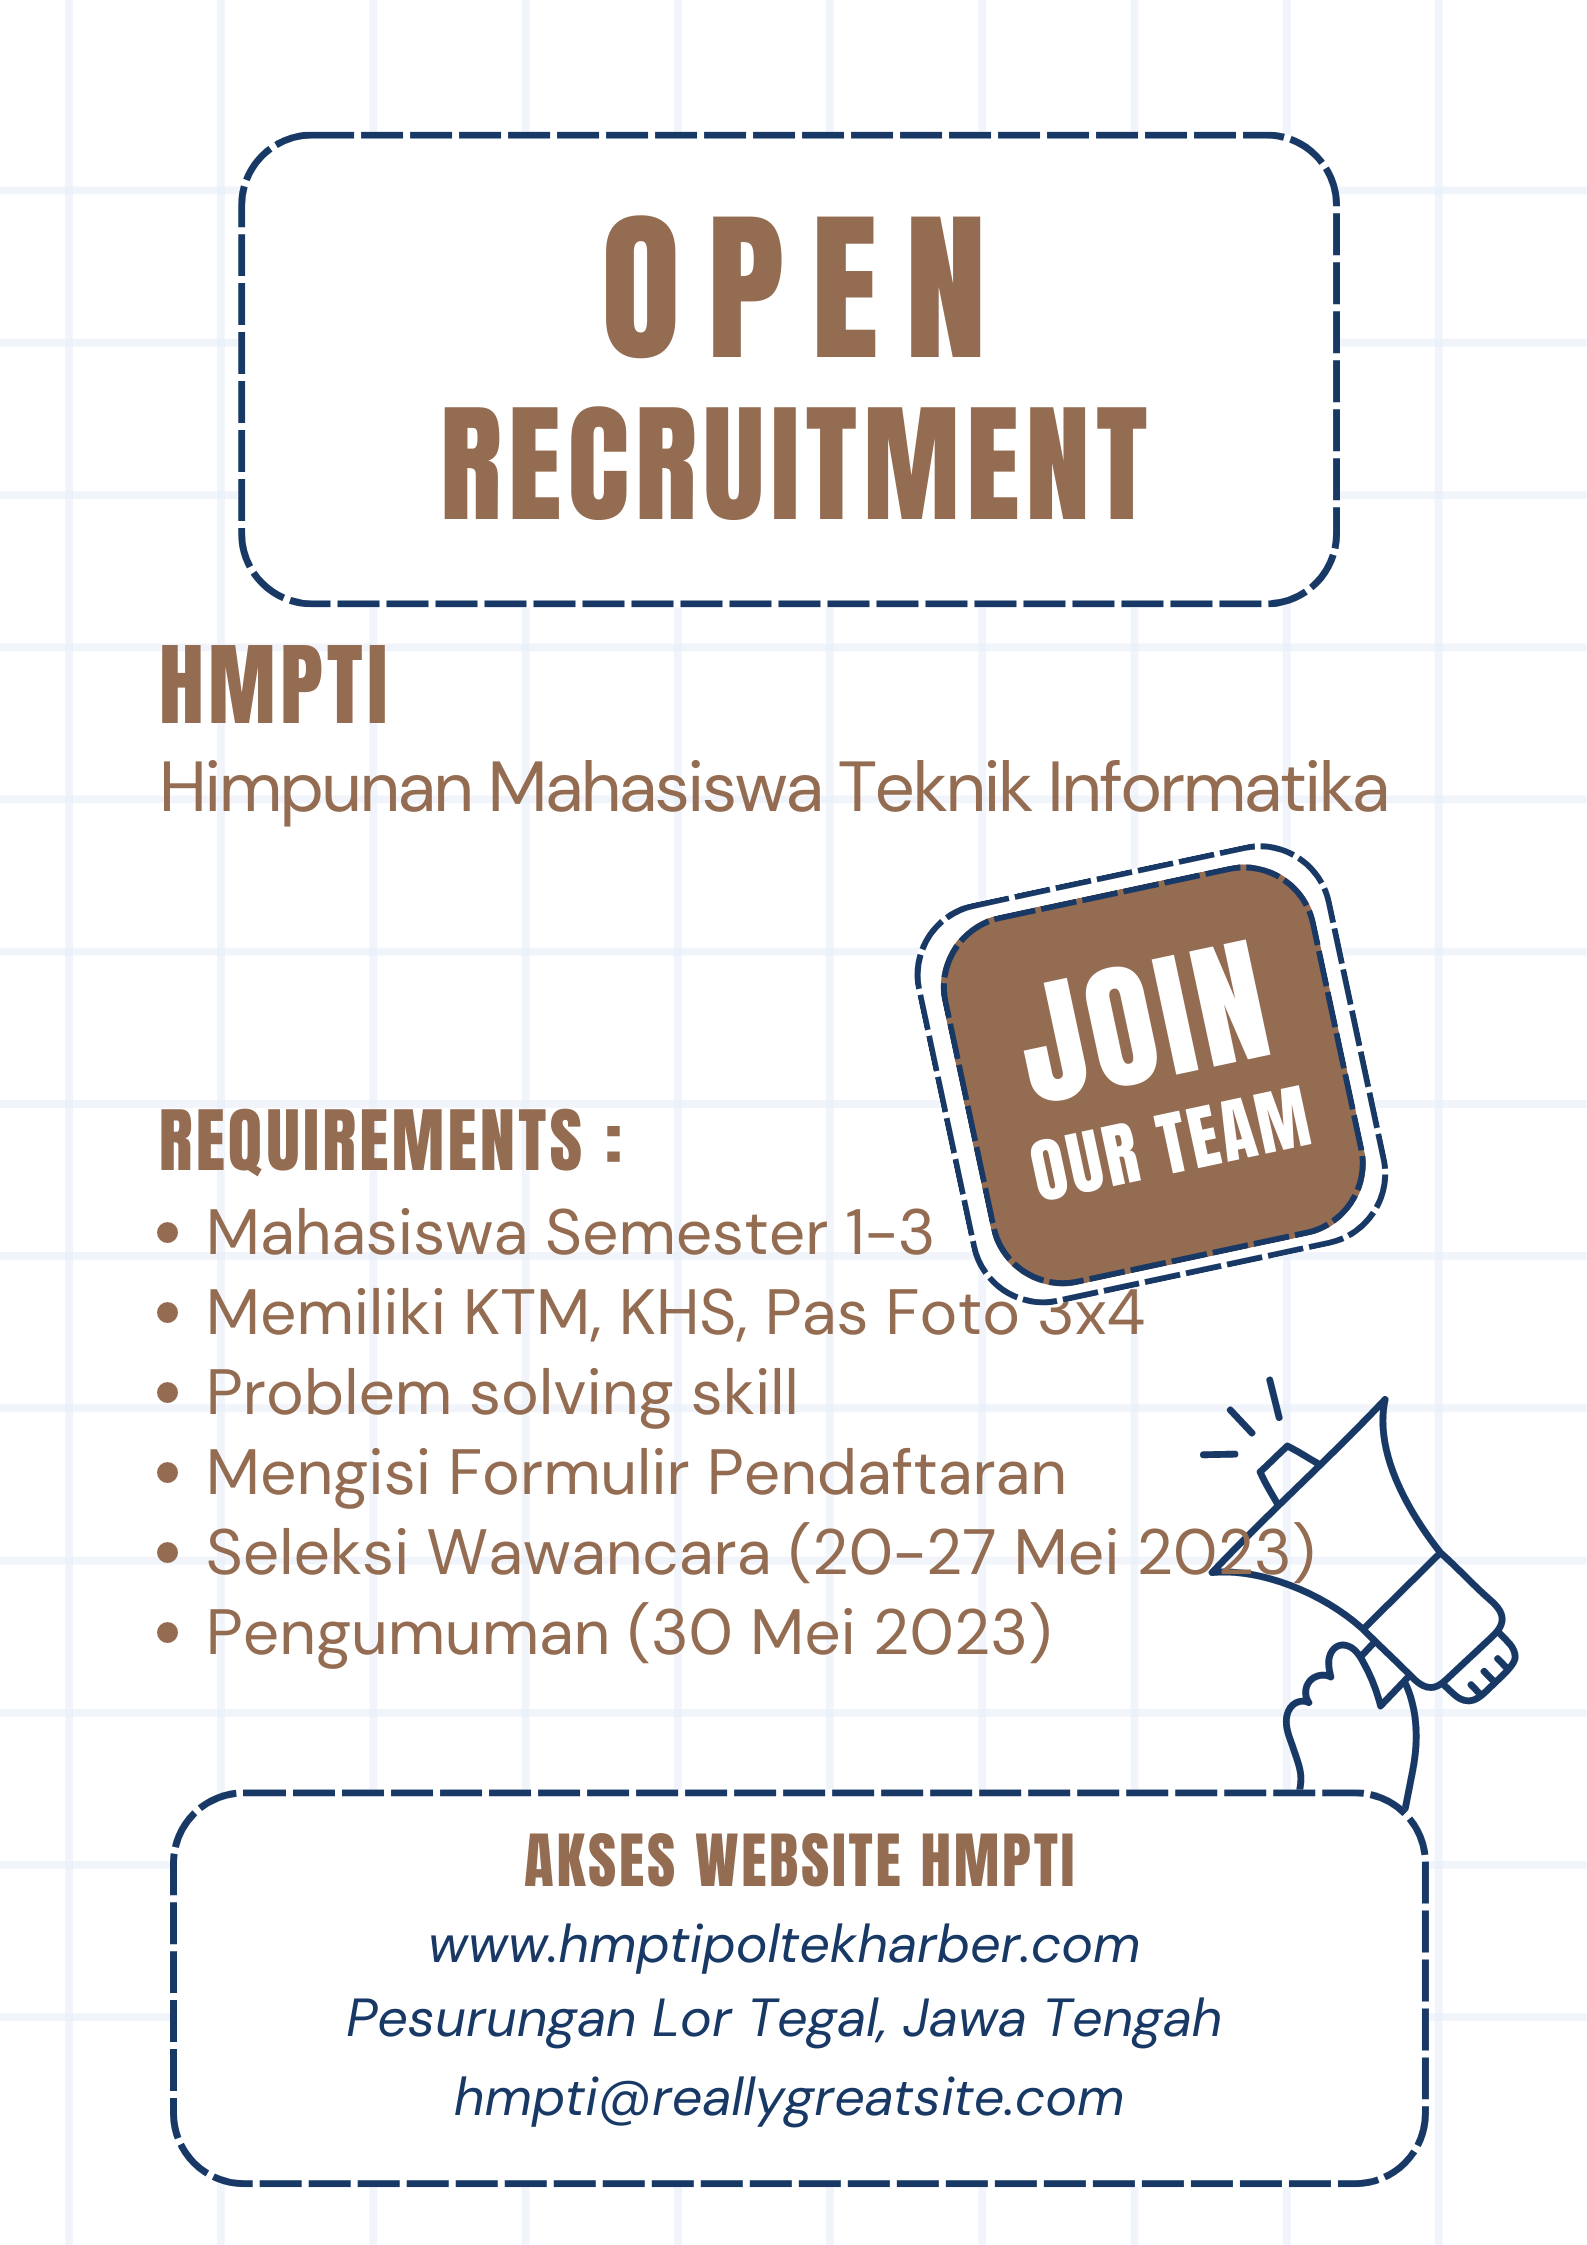 OPEN
RECRUITMENT
HMPTI
Himpunan Mahasiswa Teknik Informatika
JOIN
OUR TEAM
REQUIREMENTS :
• Mahasiswa Semester 1-3
• Memiliki KTM, KHS, Pas Foto 3x4
• Problem solving skill
• Mengisi Formulir Pendaftaran
• Seleksi Wawancara (20-27 Mei 2023)
• Pengumuman (30 Mei 2023)
AKSES WEBSITE HMPTI
www.hmptipoltekharber.com
Pesurungan Lor Tegal, Jawa Tengah
hmpti@reallygreatsite.com